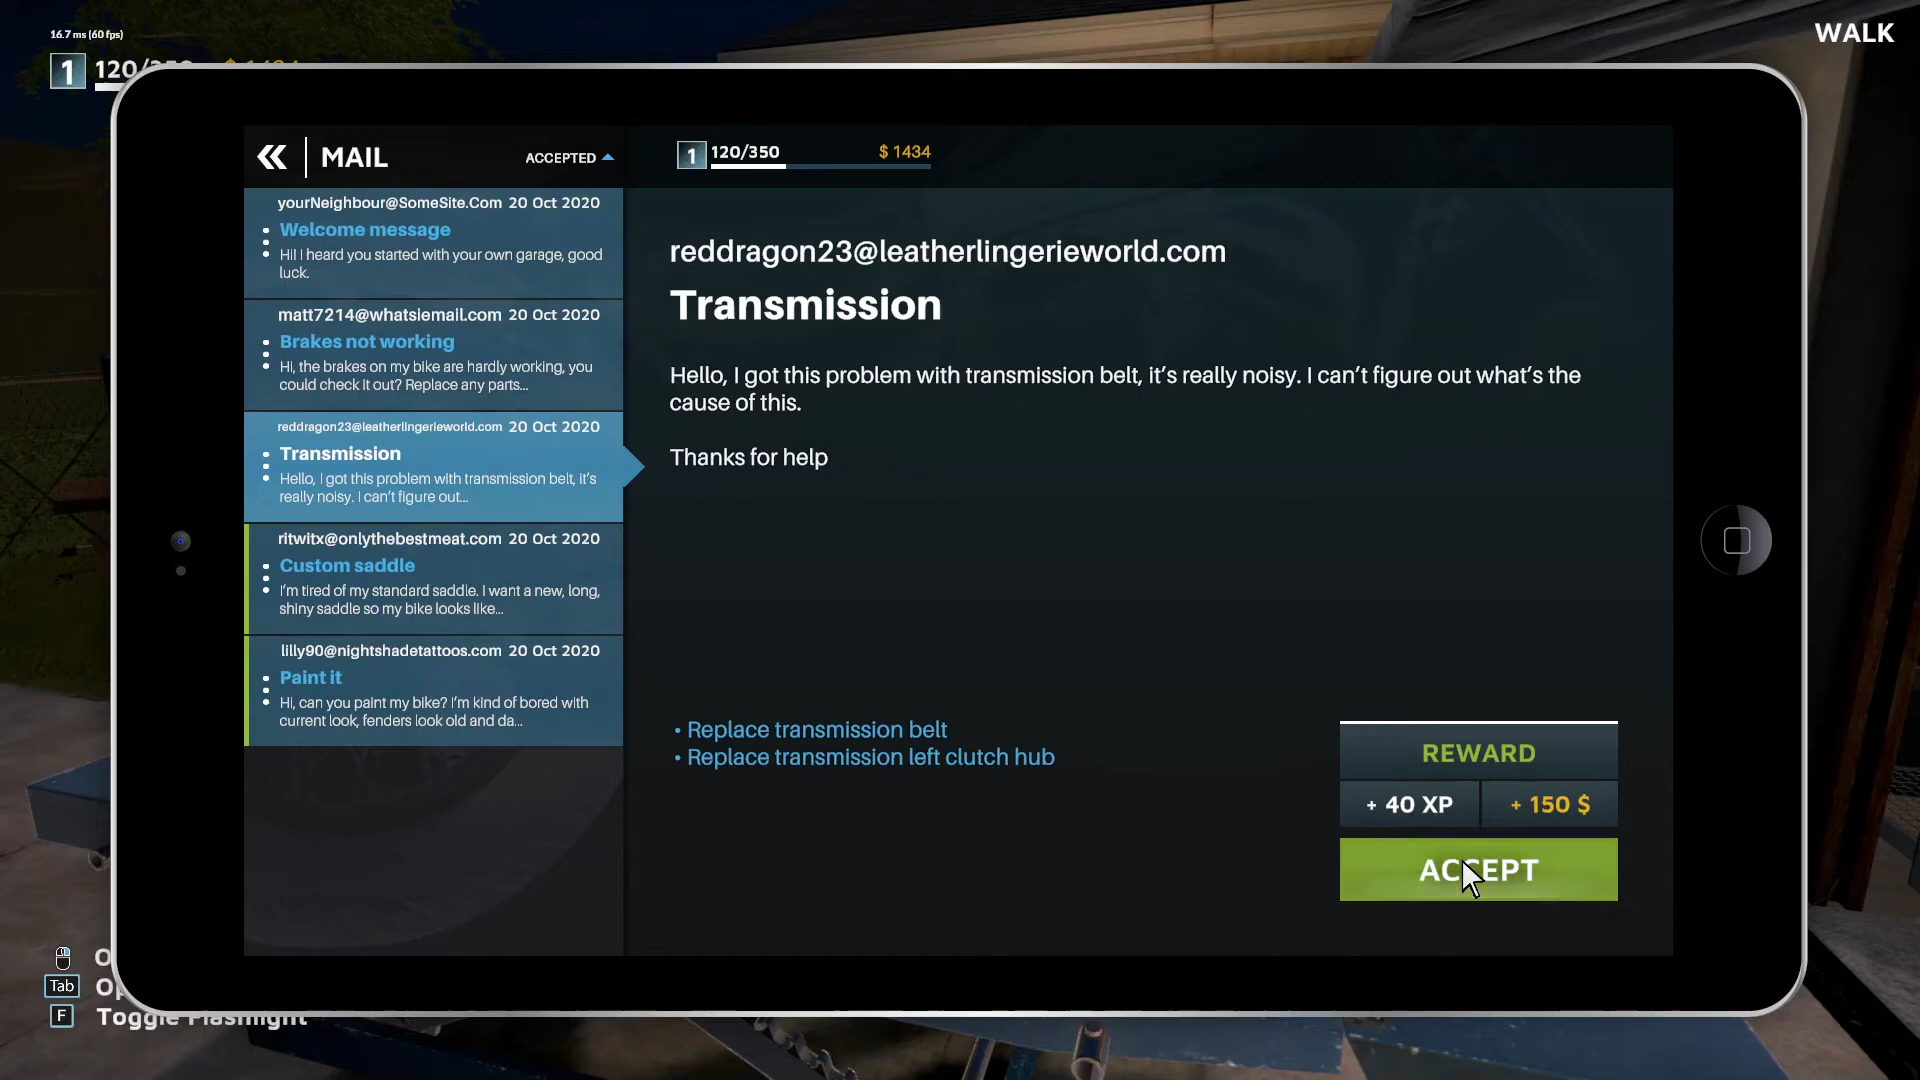 16.7 ms (60 fps)
WALK
1
MAIL
ACCEPTED
1 120/350 $ 1434
yourNeighbour@SomeSite.Com 20 Oct 2020
Welcome message
Hi! I heard you started with your own garage, good
luck.
matt7214@whatsiemail.com 20 Oct 2020
Brakes not working
Hi, the brakes on my bike are hardly working, you
could check it out? Replace any parts...
reddragon23@leatherlingerieworld.com 20 Oct 2020
Transmission
Hello, I got this problem with transmission belt, it's
really noisy. I can't figure out...
ritwitx@onlythebestmeat.com 20 Oct 2020
Custom saddle
I'm tired of my standard saddle. I want a new, long,
shiny saddle so my bike looks like...
lilly90@nightshadetattoos.com 20 Oct 2020
Paint it
Hi, can you paint my bike? I'm kind of bored with
current look, fenders look old and da...
reddragon23@leatherlingerieworld.com
Transmission
Hello, I got this problem with transmission belt, it's really noisy. I can't figure out what's the
cause of this.
Thanks for help
• Replace transmission belt
• Replace transmission left clutch hub
REWARD
+ 40 XP + 150 $
ACCEPT
Tab
F Toggle Flashlight